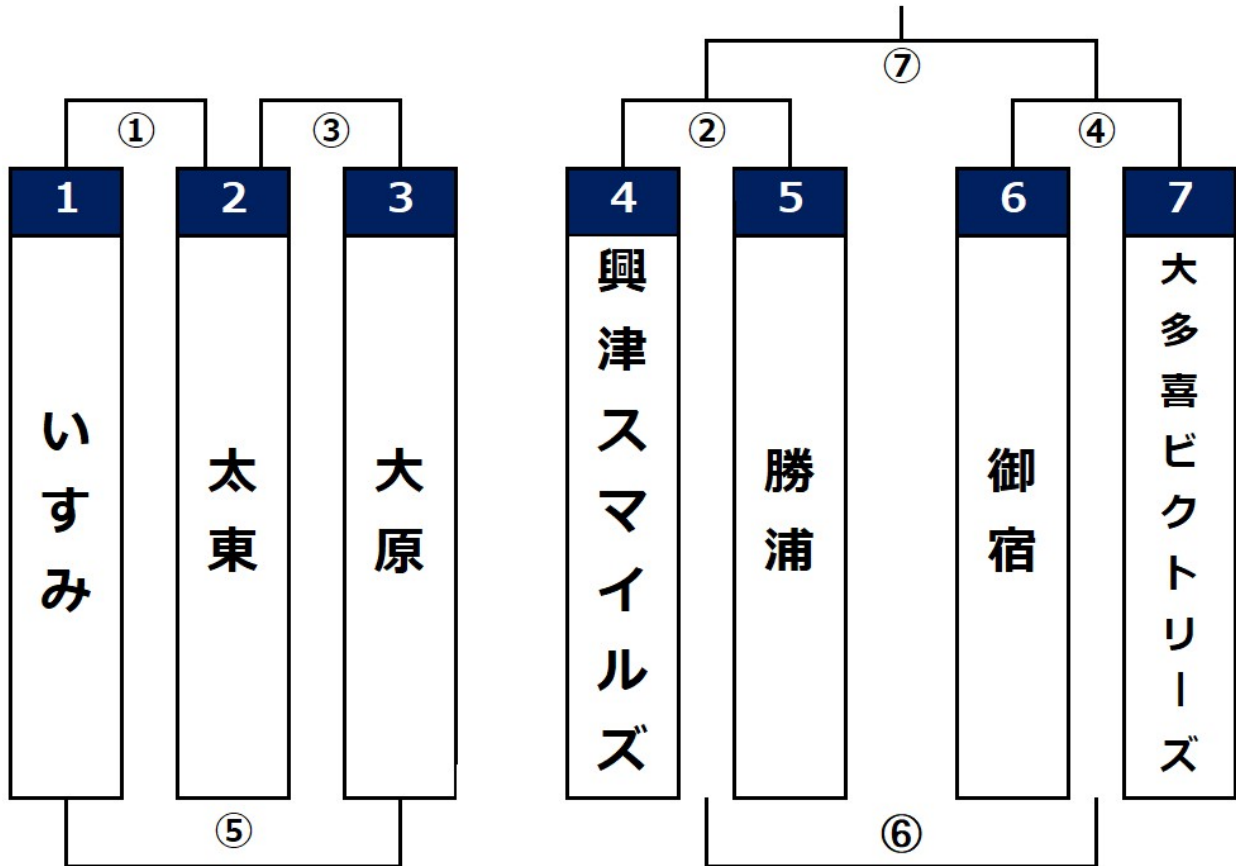 ⑦
① ③ ② ④
1 2 3 4 5 6 7
いすみ
太東
大原
興津スマイルズ
勝浦
御宿
大多喜ビクトリーズ
⑤ ⑥